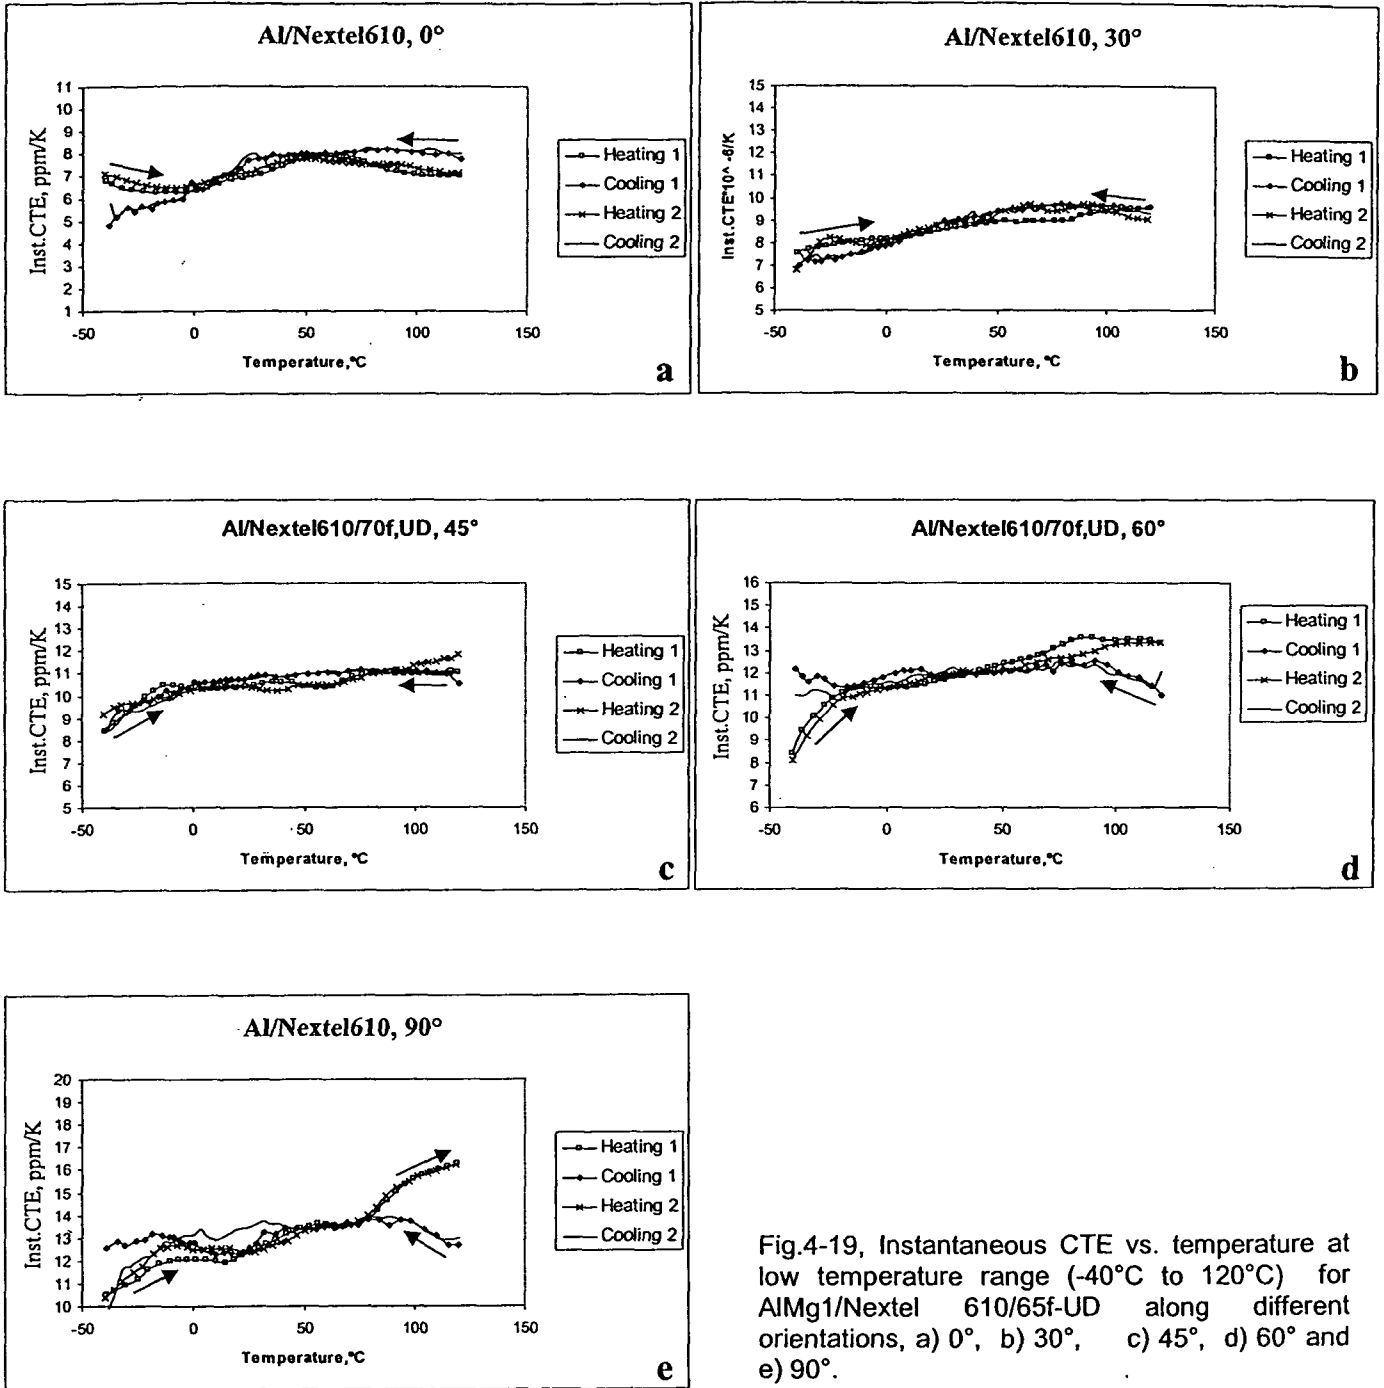 Al/Nextel610, 0°
Inst.CTE, ppm/K
11
10
9
8
7
6
5
4
3
2
1
-50 0 50 100 150
Temperature,°C
Heating 1
Cooling 1
Heating 2
Cooling 2
a
Al/Nextel610, 30°
Inst.CTE*10^ -6/K
15
14
13
12
11
10
9
8
7
6
5
-50 0 50 100 150
Temperature, °C
Heating 1
Cooling 1
Heating 2
Cooling 2
b
Al/Nextel610/70f,UD, 45°
Inst.CTE, ppm/K
15
14
13
12
11
10
9
8
7
6
5
-50 0 50 100 150
Temperature, °C
Heating 1
Cooling 1
Heating 2
Cooling 2
c
Al/Nextel610/70f,UD, 60°
Inst.CTE, ppm/K
16
15
14
13
12
11
10
9
8
7
6
-50 0 50 100 150
Temperature, °C
Heating 1
Cooling 1
Heating 2
Cooling 2
d
Al/Nextel610, 90°
Inst.CTE, ppm/K
20
19
18
17
16
15
14
13
12
11
10
-50 0 50 100 150
Temperature,°C
Heating 1
Cooling 1
Heating 2
Cooling 2
e
Fig.4-19, Instantaneous CTE vs. temperature at
low temperature range (-40°C to 120°C) for
AlMg1/Nextel 610/65f-UD along different
orientations, a) 0°, b) 30°, c) 45°, d) 60° and
e) 90°.